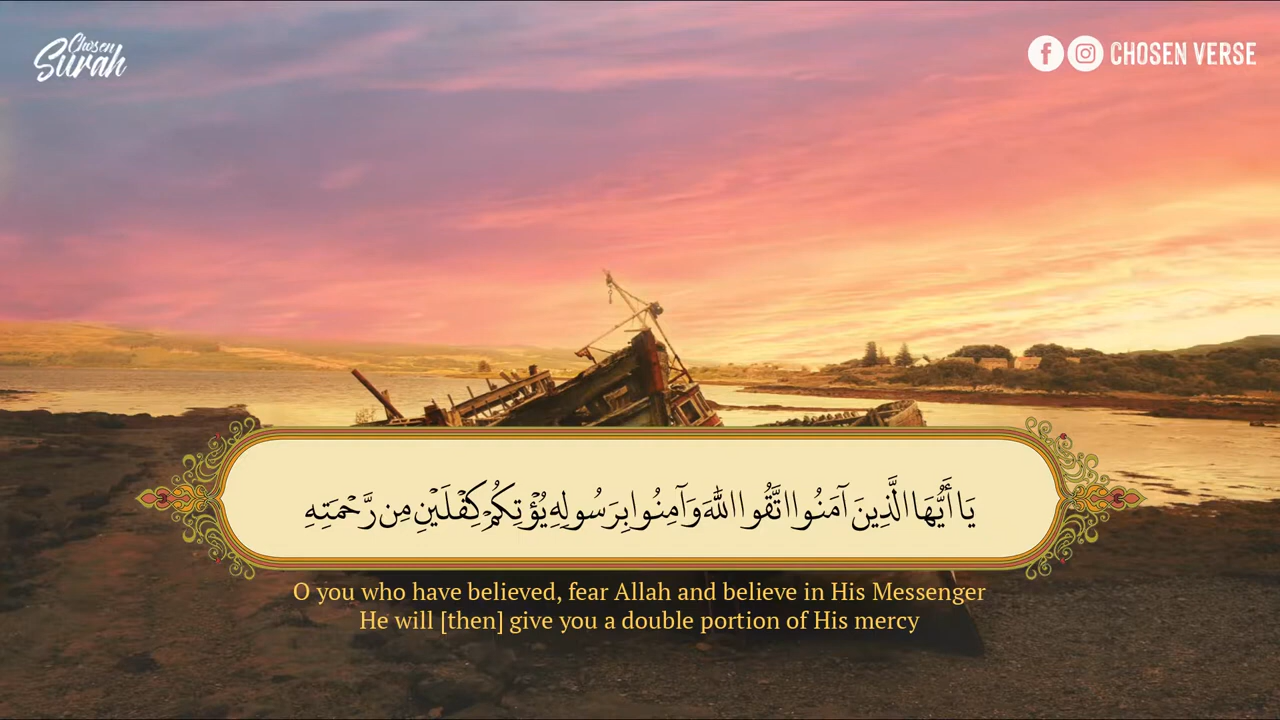 Chosen
Surah
CHOSEN VERSE
يَا أَيُّهَا الَّذِينَ آمَنُوا اتَّقُوا اللَّهَ وَآمِنُوا بِرَسُولِهِ يُؤْتِكُمْ كِفْلَيْنِ مِن رَّحْمَتِهِ
O you who have believed, fear Allah and believe in His Messenger
He will [then] give you a double portion of His mercy